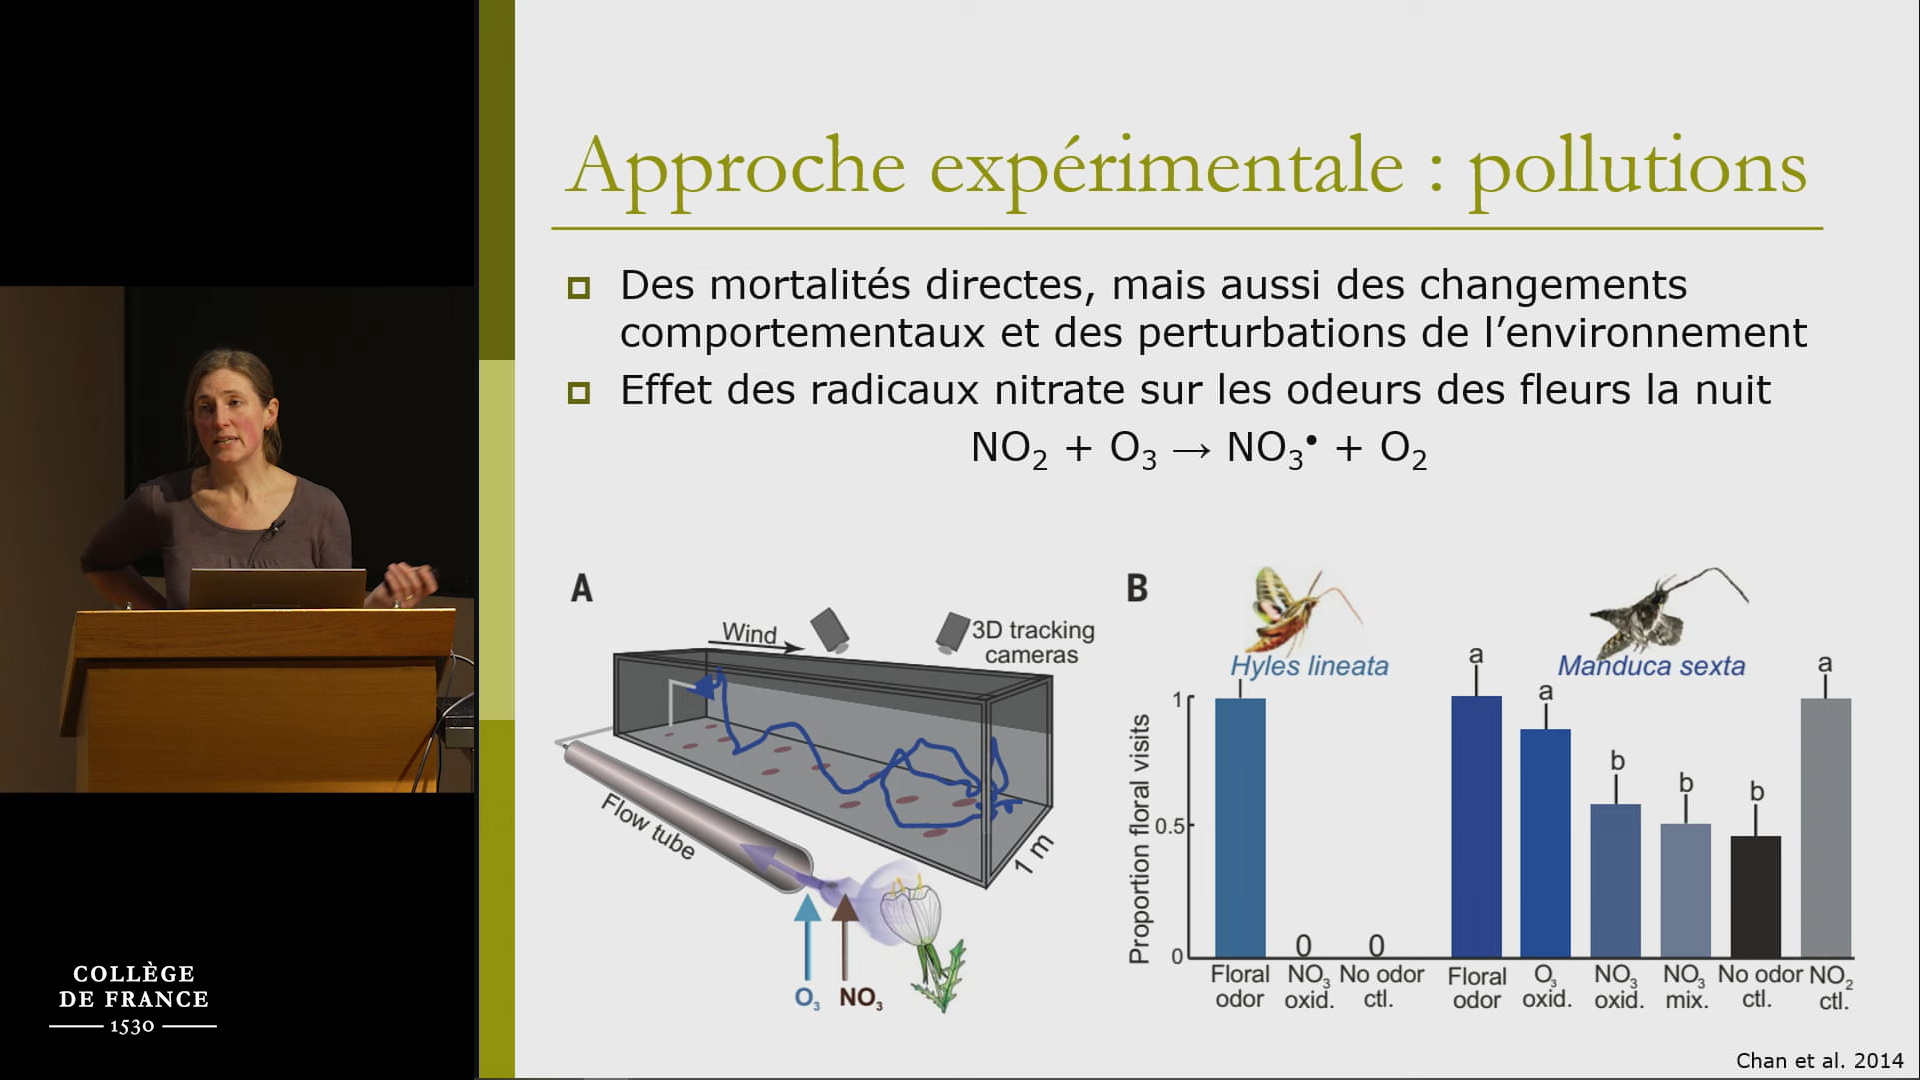 Approche expérimentale : pollutions
Des mortalités directes, mais aussi des changements
comportementaux et des perturbations de l’environnement
Effet des radicaux nitrate sur les odeurs des fleurs la nuit
NO₂ + O₃ → NO₃• + O₂
A
Wind
3D tracking
cameras
Flow tube
1 m
O₃ NO₃
B
Hyles lineata
Manduca sexta
Proportion floral visits
1
0.5
0
0 0
a a b b b a
Floral
odor
NO₃
oxid.
No odor
ctl.
Floral
odor
O₃
oxid.
NO₃
oxid.
NO₃
mix.
No odor
ctl.
NO₂
ctl.
Chan et al. 2014
COLLÈGE
DE FRANCE
1530